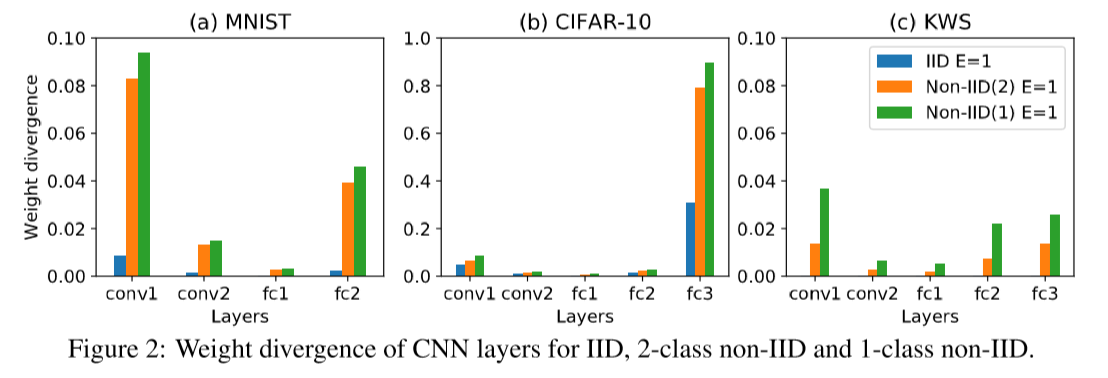 (a) MNIST
Weight divergence
0.10
0.08
0.06
0.04
0.02
0.00
conv1 conv2 fc1 fc2
Layers
(b) CIFAR-10
1.0
0.8
0.6
0.4
0.2
0.0
conv1 conv2 fc1 fc2 fc3
Layers
(c) KWS
0.10
0.08
0.06
0.04
0.02
0.00
IID E=1
Non-IID(2) E=1
Non-IID(1) E=1
conv1 conv2 fc1 fc2 fc3
Layers
Figure 2: Weight divergence of CNN layers for IID, 2-class non-IID and 1-class non-IID.